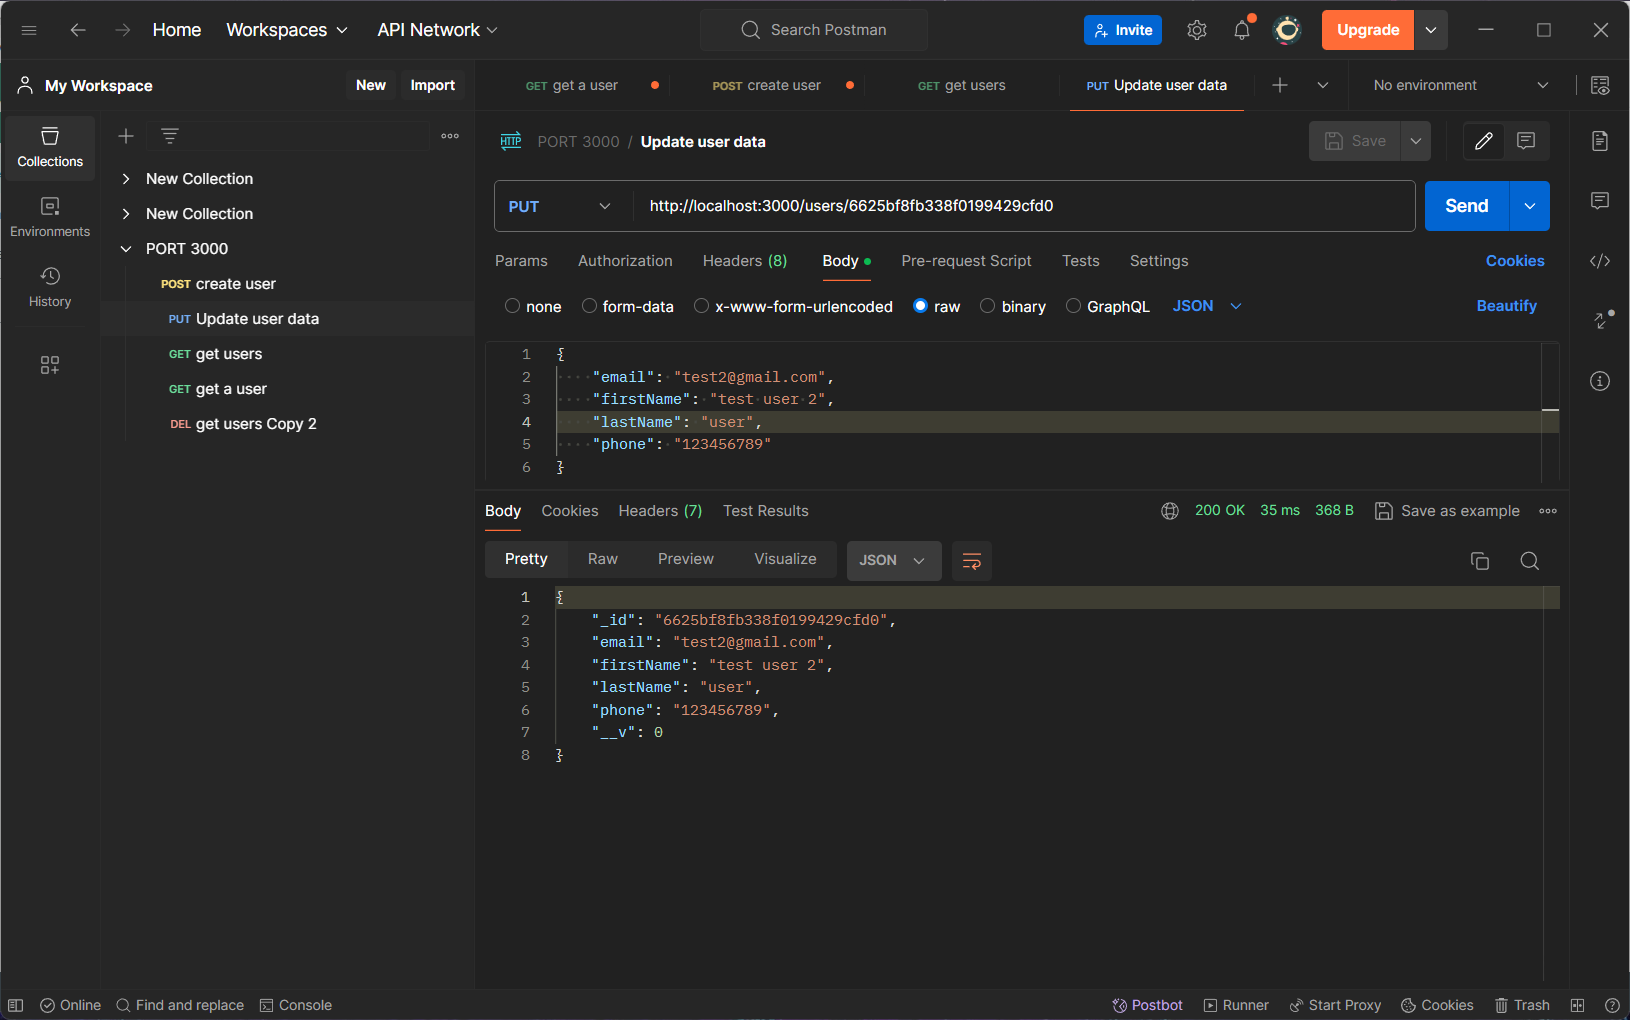 Home Workspaces API Network Search Postman Invite Upgrade
My Workspace New Import
GET get a user POST create user GET get users PUT Update user data No environment
Collections
Environments
History
New Collection
New Collection
PORT 3000
POST create user
PUT Update user data
GET get users
GET get a user
DEL get users Copy 2
HTTP PORT 3000 / Update user data Save
PUT http://localhost:3000/users/6625bf8fb338f0199429cfd0 Send
Params Authorization Headers (8) Body Pre-request Script Tests Settings Cookies
none form-data x-www-form-urlencoded raw binary GraphQL JSON Beautify
1 {
2 "email": "test2@gmail.com",
3 "firstName": "test user 2",
4 "lastName": "user",
5 "phone": "123456789"
6 }
Body Cookies Headers (7) Test Results 200 OK 35 ms 368 B Save as example
Pretty Raw Preview Visualize JSON
1 {
2 "_id": "6625bf8fb338f0199429cfd0",
3 "email": "test2@gmail.com",
4 "firstName": "test user 2",
5 "lastName": "user",
6 "phone": "123456789",
7 "__v": 0
8 }
Online Find and replace Console Postbot Runner Start Proxy Cookies Trash